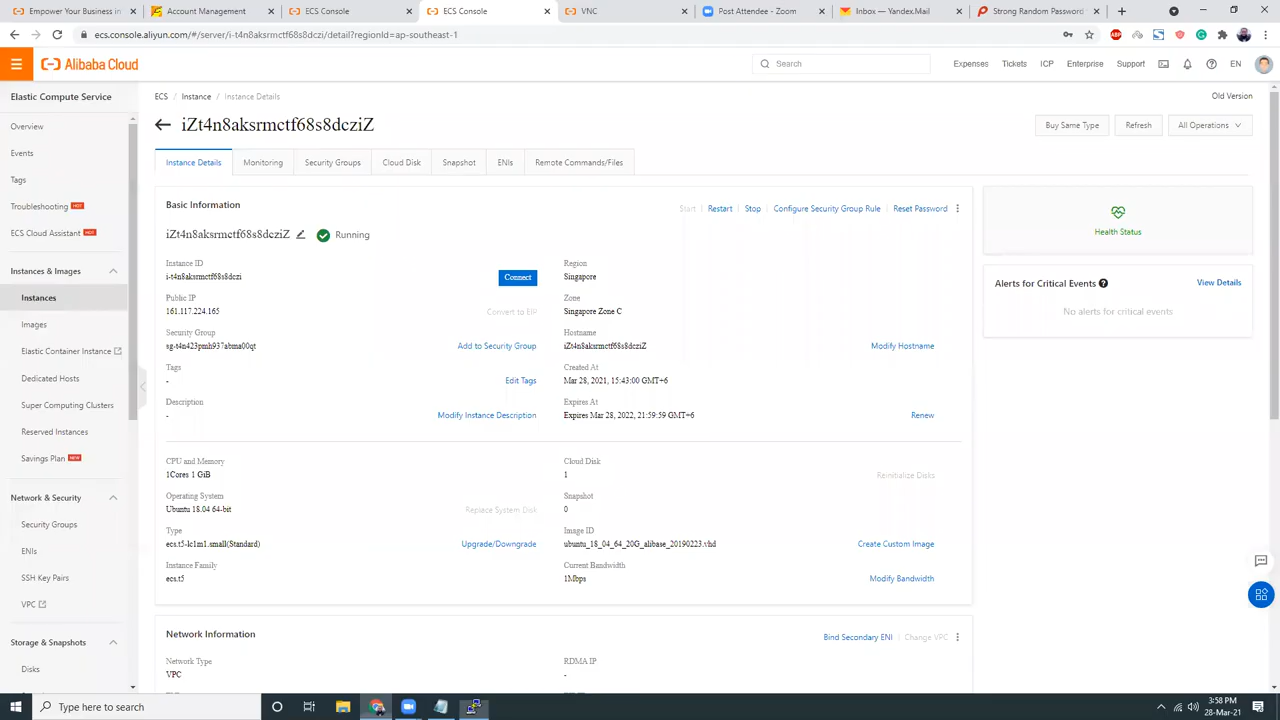 Empower Your Business in
Account Management
ECS Console
ECS Console
VNC
Post Attendee - Zoom
Inbox — Yandex.Mail
Strong Random Password
ecs.console.aliyun.com/#/server/i-t4n8aksrmctf68s8dczi/detail?regionId=ap-southeast-1
Alibaba Cloud
Search
Expenses
Tickets
ICP
Enterprise
Support
EN
Elastic Compute Service
Overview
Events
Tags
Troubleshooting HOT
ECS Cloud Assistant HOT
Instances & Images
Instances
Images
Elastic Container Instance
Dedicated Hosts
Super Computing Clusters
Reserved Instances
Savings Plan NEW
Network & Security
Security Groups
ENIs
SSH Key Pairs
VPC
Storage & Snapshots
Disks
ECS / Instance / Instance Details
Old Version
iZt4n8aksrmctf68s8dcziZ
Buy Same Type
Refresh
All Operations
Instance Details
Monitoring
Security Groups
Cloud Disk
Snapshot
ENIs
Remote Commands/Files
Basic Information
Start
Restart
Stop
Configure Security Group Rule
Reset Password
iZt4n8aksrmctf68s8dcziZ
Running
Instance ID
i-t4n8aksrmctf68s8dczi
Connect
Region
Singapore
Public IP
161.117.224.165
Convert to EIP
Zone
Singapore Zone C
Security Group
sg-t4n423pmh937abma00qt
Add to Security Group
Hostname
iZt4n8aksrmctf68s8dcziZ
Modify Hostname
Tags
-
Edit Tags
Created At
Mar 28, 2021, 15:43:00 GMT+6
Description
-
Modify Instance Description
Expires At
Expires Mar 28, 2022, 21:59:59 GMT+6
Renew
CPU and Memory
1Cores 1 GiB
Cloud Disk
1
Reinitialize Disks
Operating System
Ubuntu 18.04 64-bit
Replace System Disk
Snapshot
0
Type
ecs.t5-lc1m1.small(Standard)
Upgrade/Downgrade
Image ID
ubuntu_18_04_64_20G_alibase_20190223.vhd
Create Custom Image
Instance Family
ecs.t5
Current Bandwidth
1Mbps
Modify Bandwidth
Network Information
Bind Secondary ENI
Change VPC
Network Type
VPC
RDMA IP
-
Health Status
Alerts for Critical Events
View Details
No alerts for critical events
Type here to search
3:58 PM
28-Mar-21